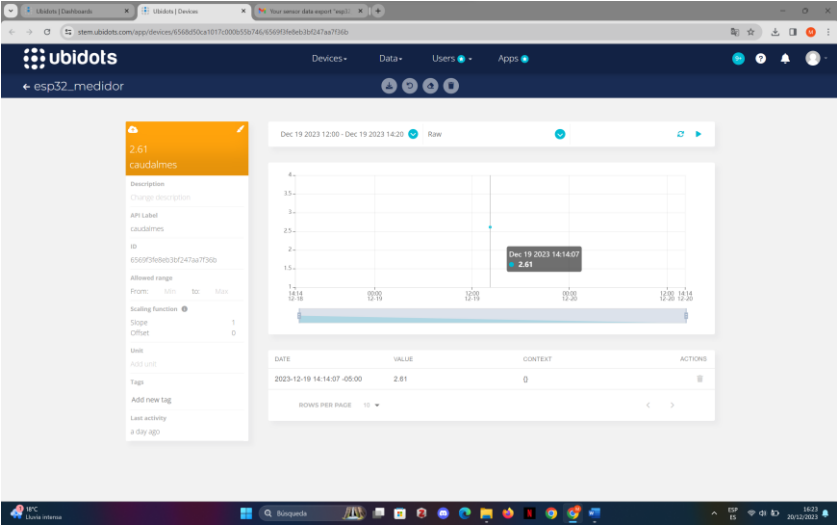 Ubidots | Dashboards
Ubidots | Devices
Your sensor data export "esp3
stem.ubidots.com/app/devices/6568d50ca1017c000b55b746/6569f3fe8eb3bf247aa7f36b
ubidots
Devices
Data
Users
Apps
esp32_medidor
2.61
caudalmes
Description
Change description
API Label
caudalmes
ID
6569f3fe8eb3bf247aa7f36b
Allowed range
From: Min to: Max
Scaling function
Slope 1
Offset 0
Unit
Add unit
Tags
Add new tag
Last activity
a day ago
Dec 19 2023 12:00 - Dec 19 2023 14:20 Raw
4
3.5
3
2.5
2
1.5
1
Dec 19 2023 14:14:07
2.61
14:14 00:00 12:00 00:00 12:00 14:14
12-18 12-19 12-19 12-20 12-20 12-20
DATE VALUE CONTEXT ACTIONS
2023-12-19 14:14:07 -05:00 2.61 {}
ROWS PER PAGE
18°C
Lluvia intensa
Búsqueda
ESP
ES
16:23
20/12/2023